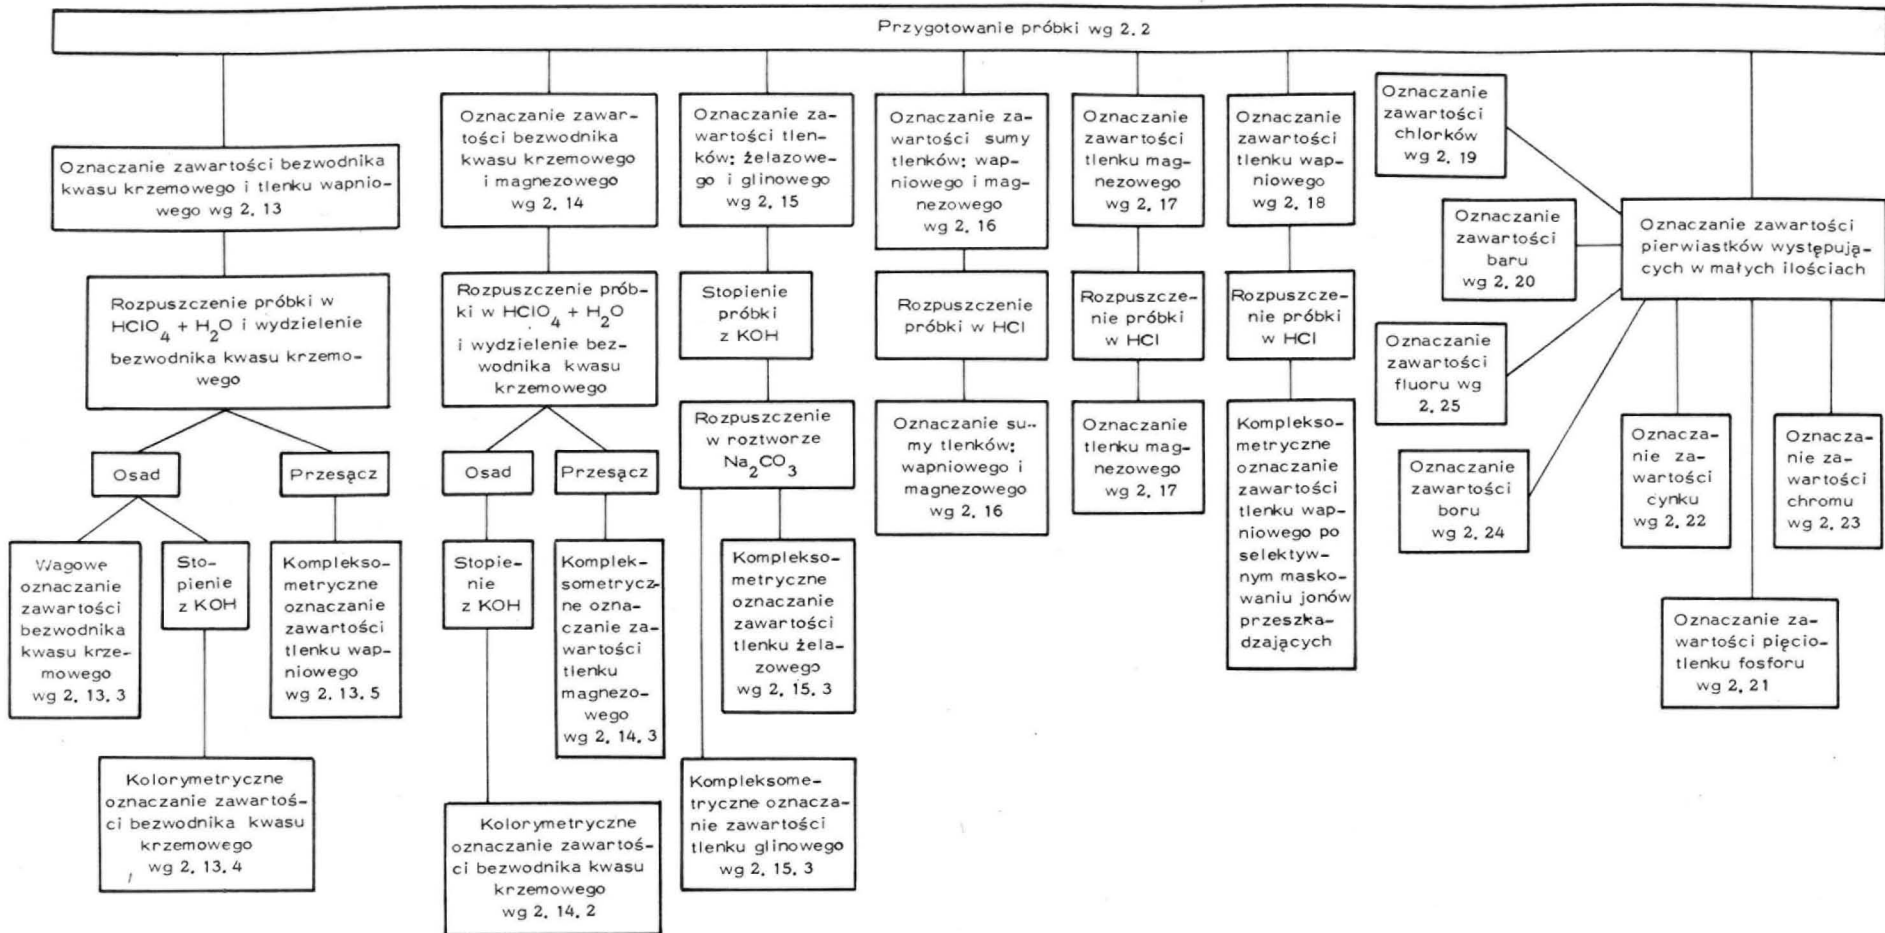 Przygotowanie próbki wg 2.2
Oznaczanie zawartości bezwodnika
kwasu krzemowego i tlenku wapnio-
wego wg 2.13
Rozpuszczenie próbki w
HClO4 + H2O i wydzielenie
bezwodnika kwasu krzemo-
wego
Osad
Przesącz
Wagowe
oznaczanie
zawartości
bezwodnika
kwasu krze-
mowego
wg 2.13.3
Sto-
pienie
z KOH
Komplekso-
metryczne
oznaczanie
zawartości
tlenku wap-
niowego
wg 2.13.5
Kolorymetryczne
oznaczanie zawartoś-
ci bezwodnika kwasu
krzemowego
wg 2.13.4
Oznaczanie zawar-
tości bezwodnika
kwasu krzemowego
i magnezowego
wg 2.14
Rozpuszczenie prób-
ki w HClO4 + H2O
i wydzielenie bez-
wodnika kwasu
krzemowego
Osad
Przesącz
Stopie-
nie
z KOH
Komplek-
sometrycz-
ne ozna-
czanie za-
wartości
tlenku
magnezo-
wego
wg 2.14.3
Kolorymetryczne
oznaczanie zawartoś-
ci bezwodnika kwasu
krzemowego
wg 2.14.2
Oznaczanie za-
wartości tlen-
ków: żelazowe-
go i glinowego
wg 2.15
Stopienie
próbki
z KOH
Rozpuszczenie
w roztworze
Na2CO3
Komplekso-
metryczne
oznaczanie
zawartości
tlenku żela-
zowego
wg 2.15.3
Kompleksome-
tryczne oznacza-
nie zawartości
tlenku glinowego
wg 2.15.3
Oznaczanie za-
wartości sumy
tlenków: wap-
niowego i mag-
nezowego
wg 2.16
Rozpuszczenie
próbki w HCl
Oznaczanie su-
my tlenków:
wapniowego i
magnezowego
wg 2.16
Oznaczanie
zawartości
tlenku mag-
nezowego
wg 2.17
Rozpuszcze-
nie próbki
w HCl
Oznaczanie
tlenku mag-
nezowego
wg 2.17
Oznaczanie
zawartości
tlenku wap-
niowego
wg 2.18
Rozpuszcze-
nie próbki
w HCl
Komplekso-
metryczne
oznaczanie
zawartości
tlenku wap-
niowego po
selektyw-
nym masko-
waniu jonów
przeszka-
dzających
Oznaczanie
zawartości
chlorków
wg 2.19
Oznaczanie
zawartości
baru
wg 2.20
Oznaczanie zawartości
pierwiastków występują-
cych w małych ilościach
Oznaczanie
zawartości
fluoru wg
2.25
Oznaczanie
zawartości
boru
wg 2.24
Oznacza-
nie za-
wartości
cynku
wg 2.22
Oznacza-
nie za-
wartości
chromu
wg 2.23
Oznaczanie za-
wartości pięcio-
tlenku fosforu
wg 2.21